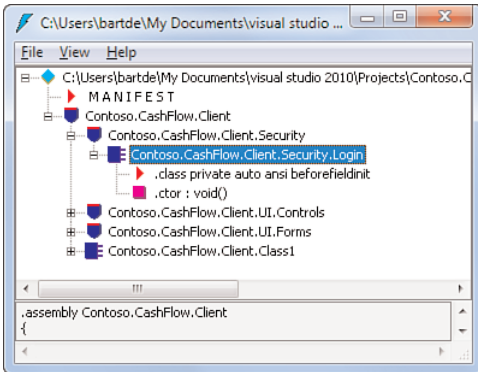 C:\Users\bartde\My Documents\visual studio ...
File View Help
C:\Users\bartde\My Documents\visual studio 2010\Projects\Contoso.C
MANIFEST
Contoso.CashFlow.Client
Contoso.CashFlow.Client.Security
Contoso.CashFlow.Client.Security.Login
.class private auto ansi beforefieldinit
.ctor : void()
Contoso.CashFlow.Client.UI.Controls
Contoso.CashFlow.Client.UI.Forms
Contoso.CashFlow.Client.Class1
.assembly Contoso.CashFlow.Client
{